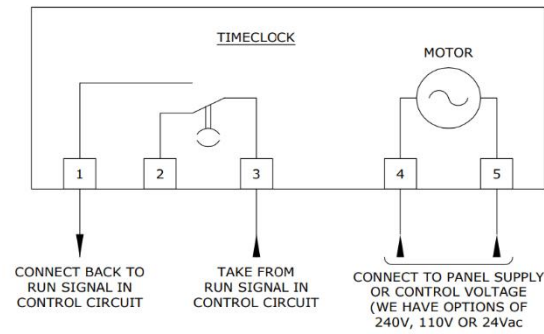 TIMECLOCK
MOTOR
1
2
3
4
5
CONNECT BACK TO
RUN SIGNAL IN
CONTROL CIRCUIT
TAKE FROM
RUN SIGNAL IN
CONTROL CIRCUIT
CONNECT TO PANEL SUPPLY
OR CONTROL VOLTAGE
(WE HAVE OPTIONS OF
240V, 110V OR 24Vac